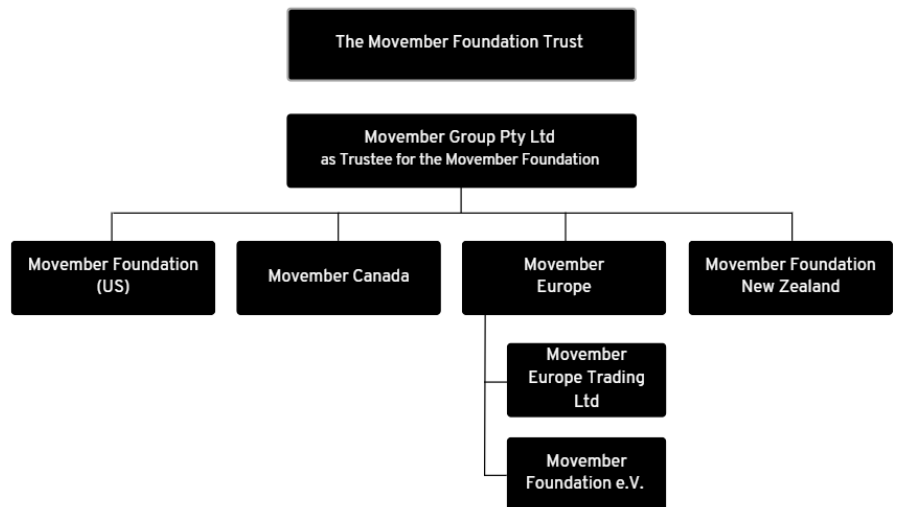 The Movember Foundation Trust
Movember Group Pty Ltd
as Trustee for the Movember Foundation
Movember Foundation
(US)
Movember Canada
Movember
Europe
Movember Foundation
New Zealand
Movember
Europe Trading
Ltd
Movember
Foundation e.V.